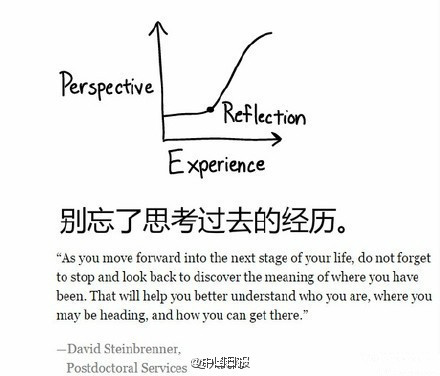 Perspective
Reflection
Experience
别忘了思考过去的经历。
“As you move forward into the next stage of your life, do not forget
to stop and look back to discover the meaning of where you have
been. That will help you better understand who you are, where you
may be heading, and how you can get there.”
—David Steinbrenner,
Postdoctoral Services